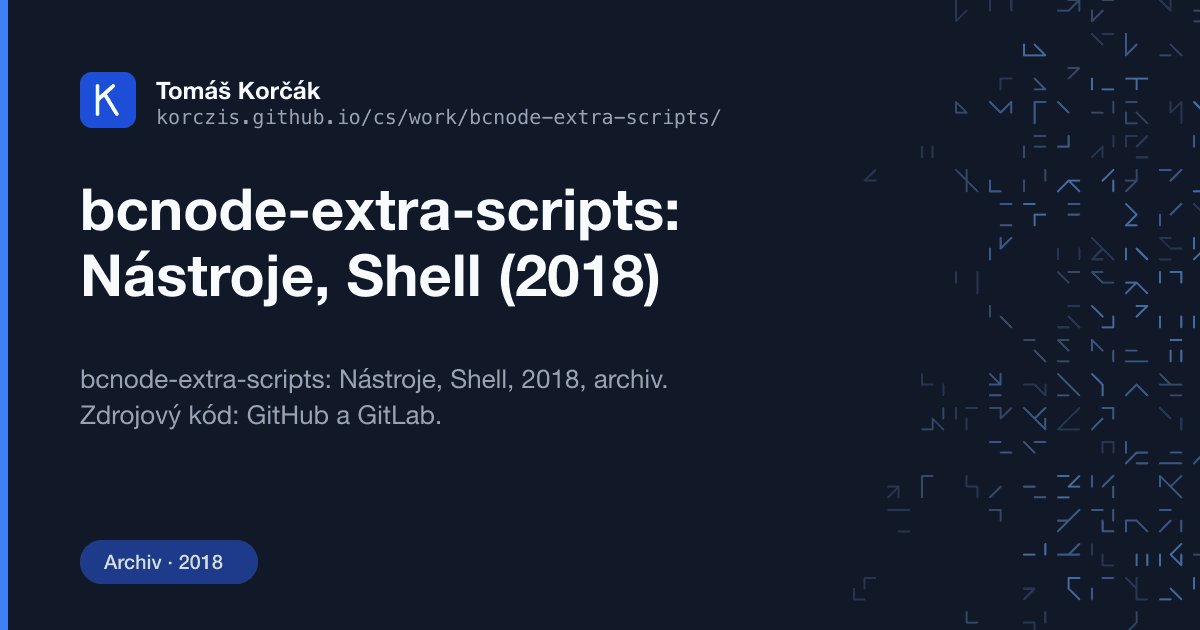 K
Tomáš Korčák
korczis.github.io/cs/work/bcnode-extra-scripts/
bcnode-extra-scripts:
Nástroje, Shell (2018)
bcnode-extra-scripts: Nástroje, Shell, 2018, archiv.
Zdrojový kód: GitHub a GitLab.
Archiv · 2018